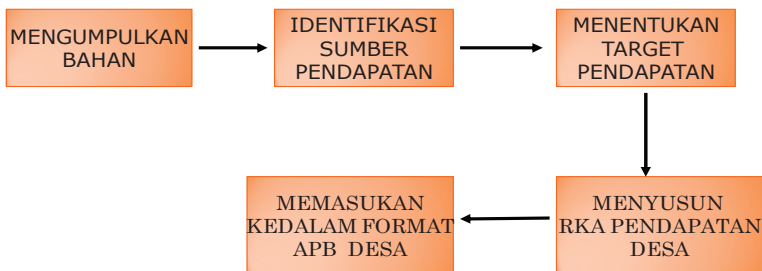 MENGUMPULKAN
BAHAN
IDENTIFIKASI
SUMBER
PENDAPATAN
MENENTUKAN
TARGET
PENDAPATAN
MENYUSUN
RKA PENDAPATAN
DESA
MEMASUKAN
KEDALAM FORMAT
APB DESA